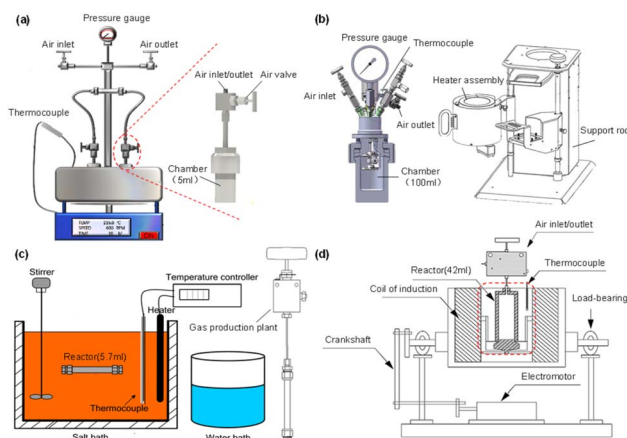 (a)
Pressure gauge
Air inlet
Air outlet
Thermocouple
Air inlet/outlet
Air valve
Chamber
(5ml)
(b)
Pressure gauge
Thermocouple
Air inlet
Air outlet
Heater assembly
Support rod
Chamber
(100ml)
(c)
Stirrer
Temperature controller
Heater
Gas production plant
Reactor(5.7ml)
Thermocouple
Salt bath
Water bath
(d)
Air inlet/outlet
Reactor(42ml)
Thermocouple
Coil of induction
Load-bearing
Crankshaft
Electromotor